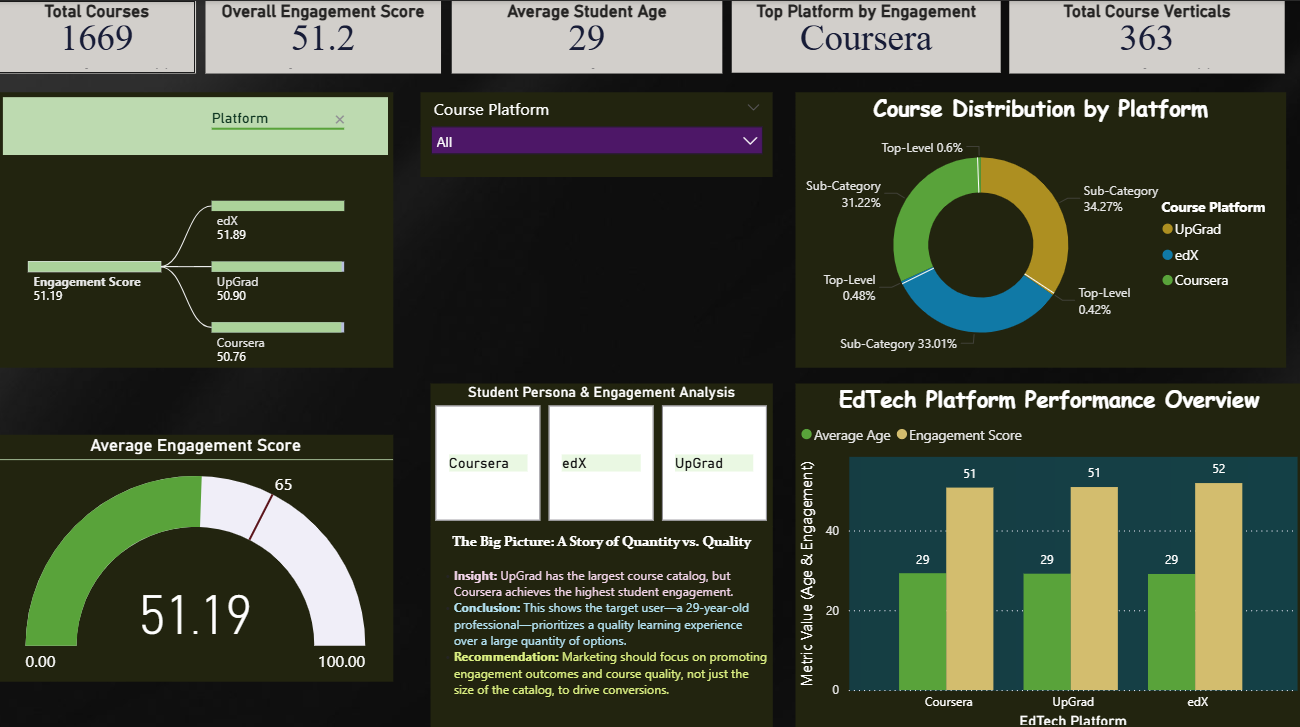 Total Courses
1669
Overall Engagement Score
51.2
Average Student Age
29
Top Platform by Engagement
Coursera
Total Course Verticals
363
Platform ×
edX
51.89
Engagement Score
51.19
UpGrad
50.90
Coursera
50.76
Course Platform
All
Course Distribution by Platform
Top-Level 0.6%
Sub-Category
31.22%
Sub-Category
34.27%
Top-Level
0.48%
Top-Level
0.42%
Sub-Category 33.01%
Course Platform
UpGrad
edX
Coursera
Average Engagement Score
65
51.19
0.00
100.00
Student Persona & Engagement Analysis
Coursera
edX
UpGrad
The Big Picture: A Story of Quantity vs. Quality
Insight: UpGrad has the largest course catalog, but
Coursera achieves the highest student engagement.
Conclusion: This shows the target user—a 29-year-old
professional—prioritizes a quality learning experience
over a large quantity of options.
Recommendation: Marketing should focus on promoting
engagement outcomes and course quality, not just the
size of the catalog, to drive conversions.
EdTech Platform Performance Overview
Average Age
Engagement Score
Metric Value (Age & Engagement)
40
20
0
29
51
29
51
29
52
Coursera
UpGrad
edX
EdTech Platform